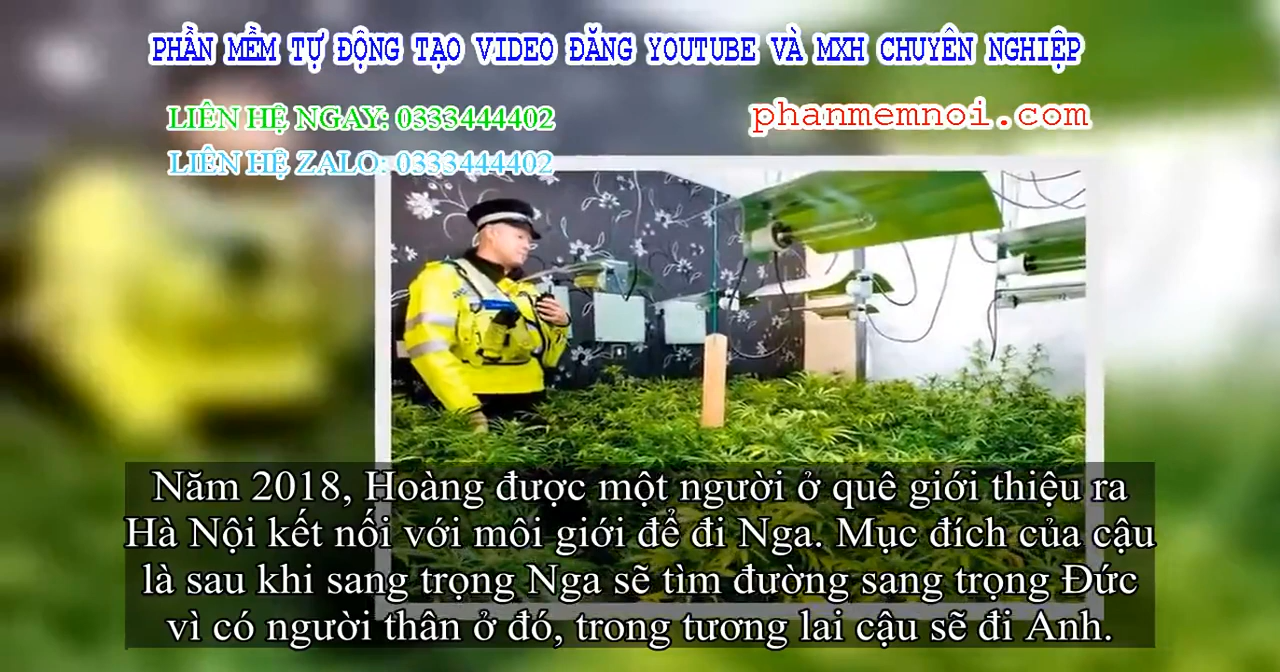 PHẦN MỀM TỰ ĐỘNG TẠO VIDEO ĐĂNG YOUTUBE VÀ MXH CHUYÊN NGHIỆP
LIÊN HỆ NGAY: 0333444402
phanmemnoi.com
LIÊN HỆ ZALO: 0333444402
Năm 2018, Hoàng được một người ở quê giới thiệu ra
Hà Nội kết nối với môi giới để đi Nga. Mục đích của cậu
là sau khi sang trọng Nga sẽ tìm đường sang trọng Đức
vì có người thân ở đó, trong tương lai cậu sẽ đi Anh.